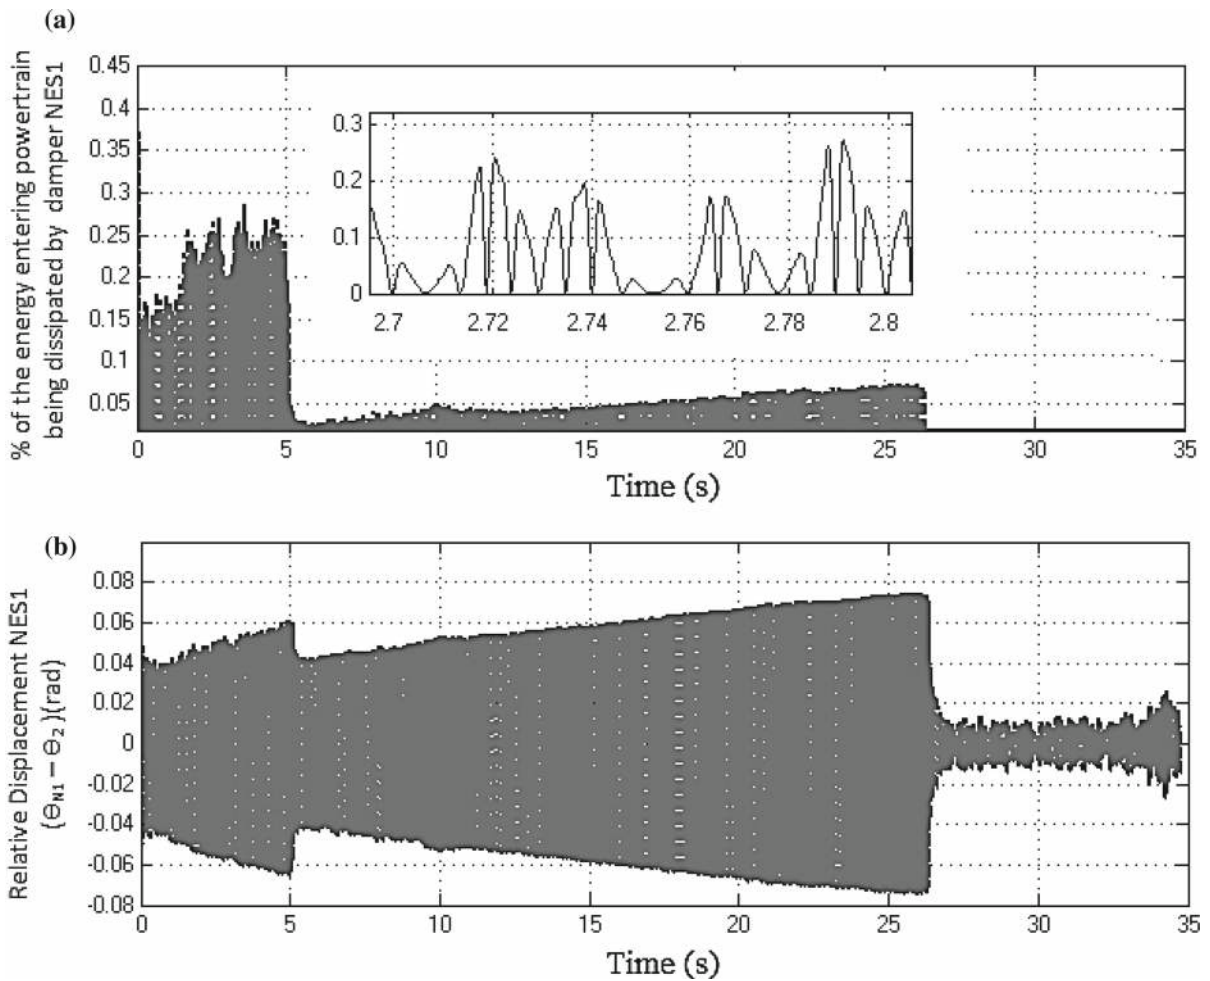 (a)
% of the energy entering powertrain
being dissipated by damper NES1
0.45
0.4
0.35
0.3
0.25
0.2
0.15
0.1
0.05
0.3
0.2
0.1
0
2.7 2.72 2.74 2.76 2.78 2.8
0 5 10 15 20 25 30 35
Time (s)
(b)
Relative Displacement NES1
(ΘN1 − Θ2)(rad)
0.08
0.06
0.04
0.02
0
-0.02
-0.04
-0.06
-0.08
0 5 10 15 20 25 30 35
Time (s)